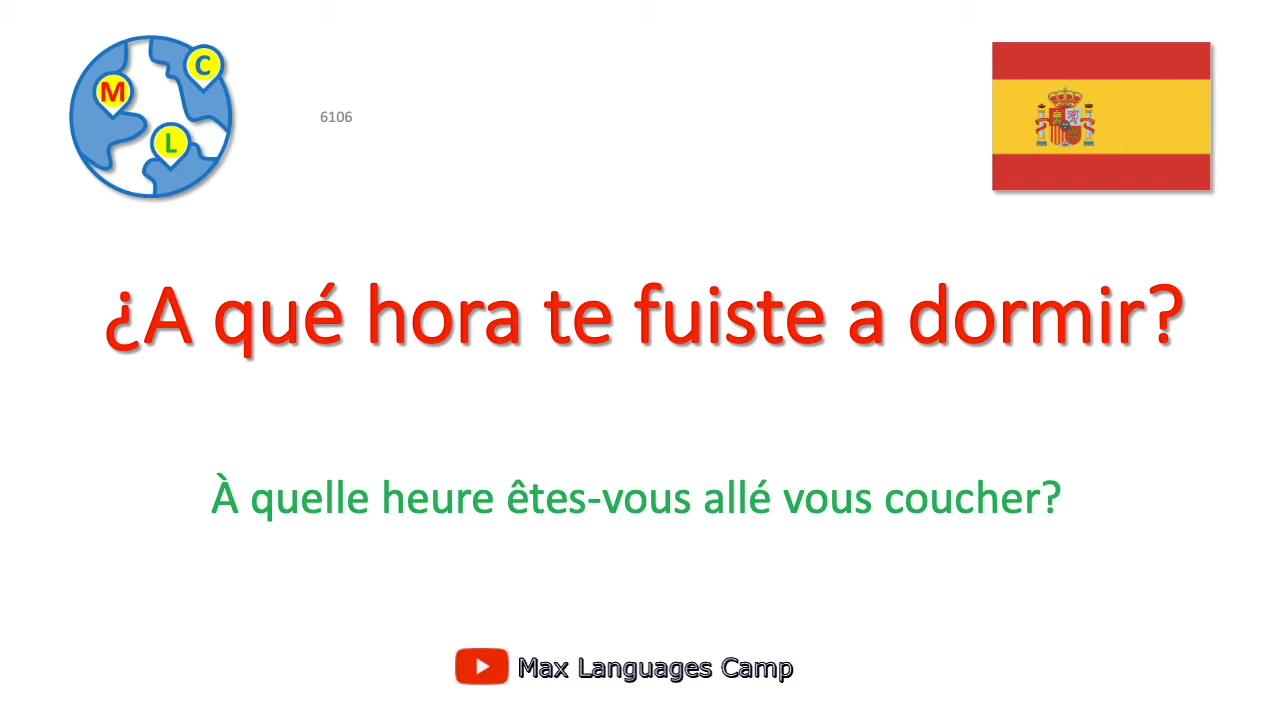 M
C
L
6106
¿A qué hora te fuiste a dormir?
À quelle heure êtes-vous allé vous coucher?
Max Languages Camp